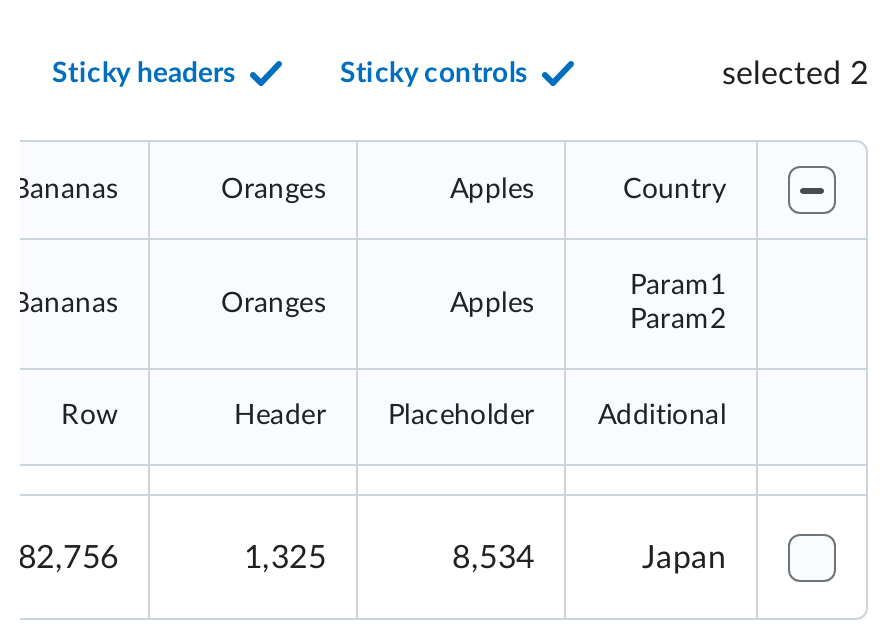 Sticky headers Sticky controls selected 2
Bananas Oranges Apples Country
Bananas Oranges Apples Param1
Param2
Row Header Placeholder Additional
82,756 1,325 8,534 Japan